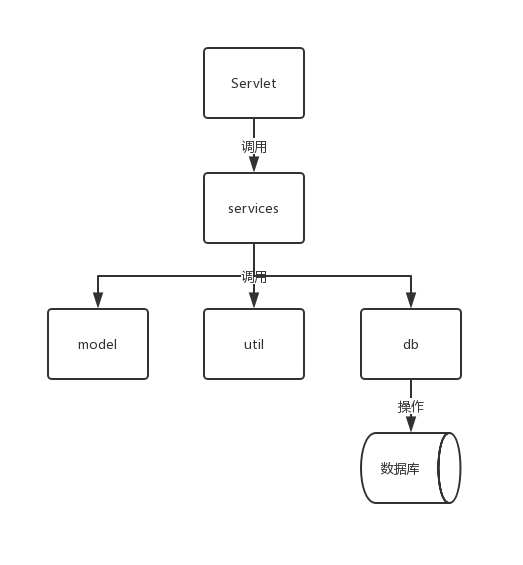 Servlet
调用
services
调用
model
util
db
操作
数据库